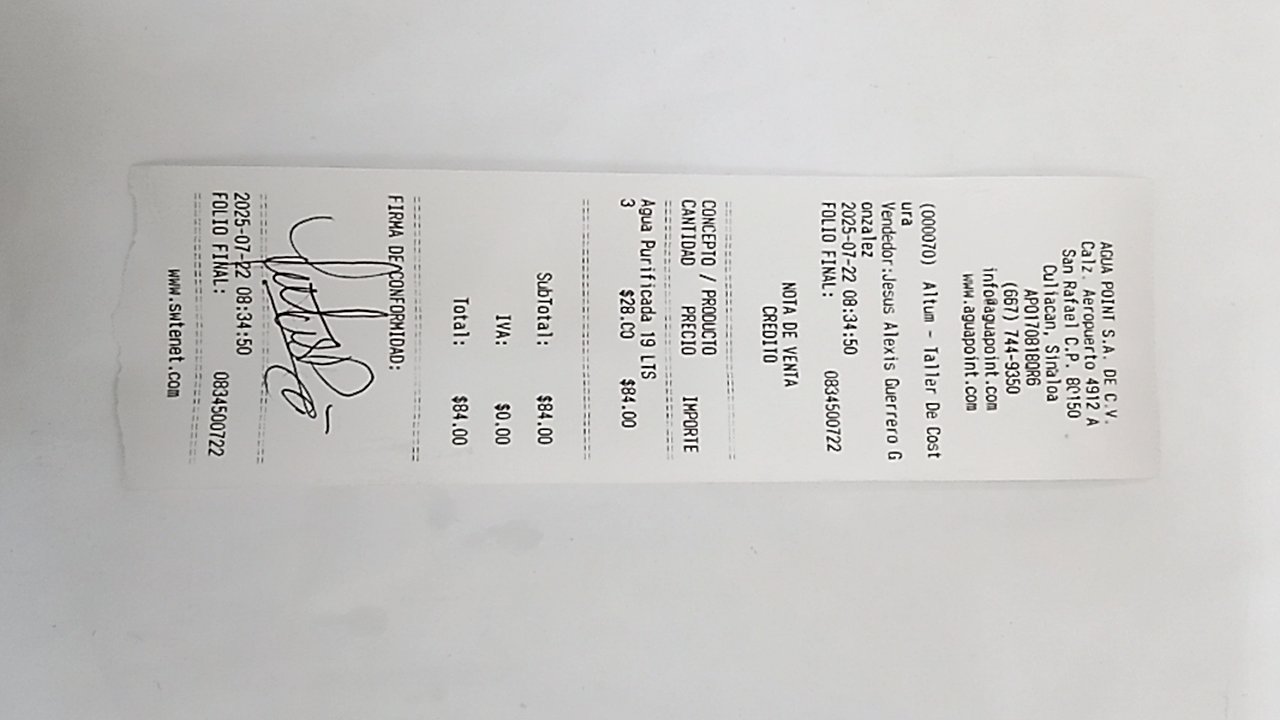 AGUA POINT S.A. DE C.V.
Calz. Aeropuerto 4912 A
San Rafael C.P. 80150
Culiacan, Sinaloa
APO170818QR6
(667) 744-9350
info@aguapoint.com
www.aguapoint.com
(000070) Altum - Taller De Cost
ura
Vendedor:Jesus Alexis Guerrero G
onzalez
2025-07-22 08:34:50
FOLIO FINAL: 0834500722
NOTA DE VENTA
CREDITO
CONCEPTO / PRODUCTO
CANTIDAD PRECIO IMPORTE
Agua Purificada 19 LTS
3 $28.00 $84.00
SubTotal: $84.00
IVA: $0.00
Total: $84.00
FIRMA DE CONFORMIDAD:
2025-07-22 08:34:50
FOLIO FINAL: 0834500722
www.swtenet.com